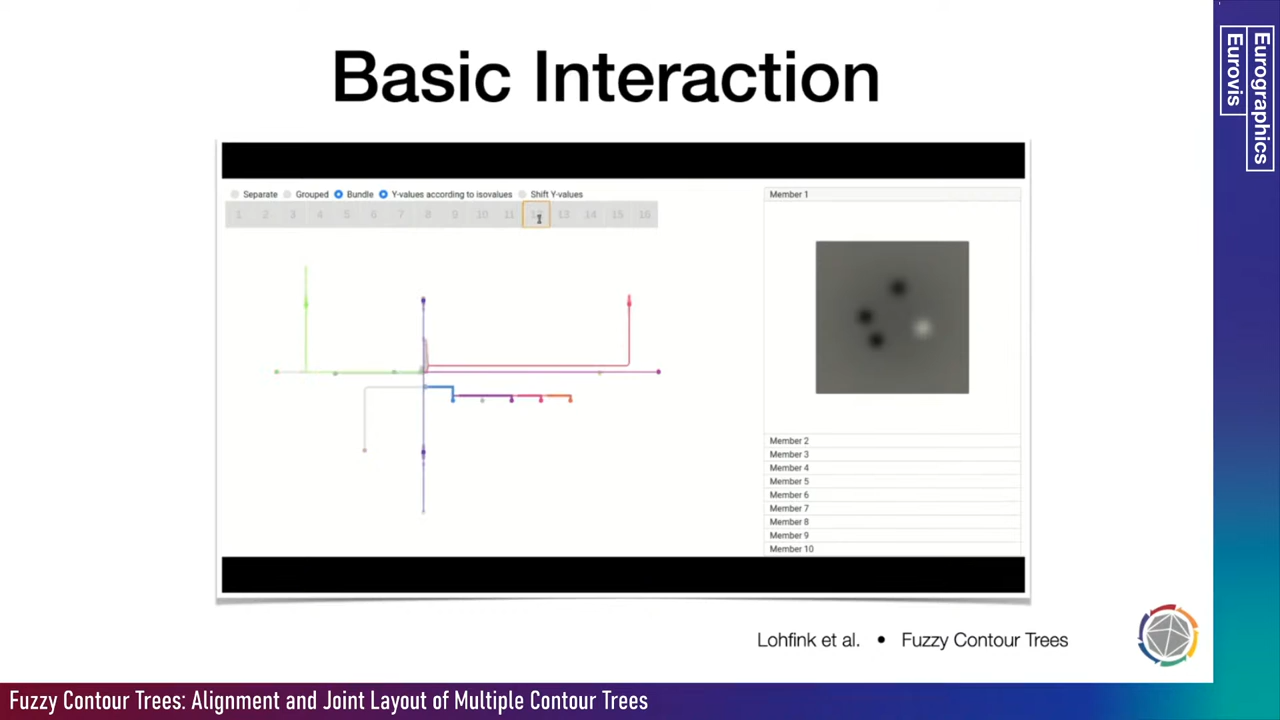 Basic Interaction
Eurographics
Eurovis
Separate Grouped Bundle Y-values according to isovalues Shift Y-values
1 2 3 4 5 6 7 8 9 10 11 12 13 14 15 16
Member 1
Member 2
Member 3
Member 4
Member 5
Member 6
Member 7
Member 8
Member 9
Member 10
Lohfink et al. • Fuzzy Contour Trees
Fuzzy Contour Trees: Alignment and Joint Layout of Multiple Contour Trees